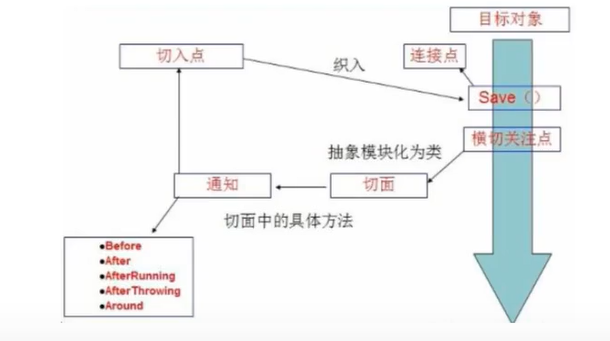 目标对象
切入点
连接点
织入
Save（）
横切关注点
抽象模块化为类
通知
切面
切面中的具体方法
●Before
●After
●AfterRunning
●AfterThrowing
●Around